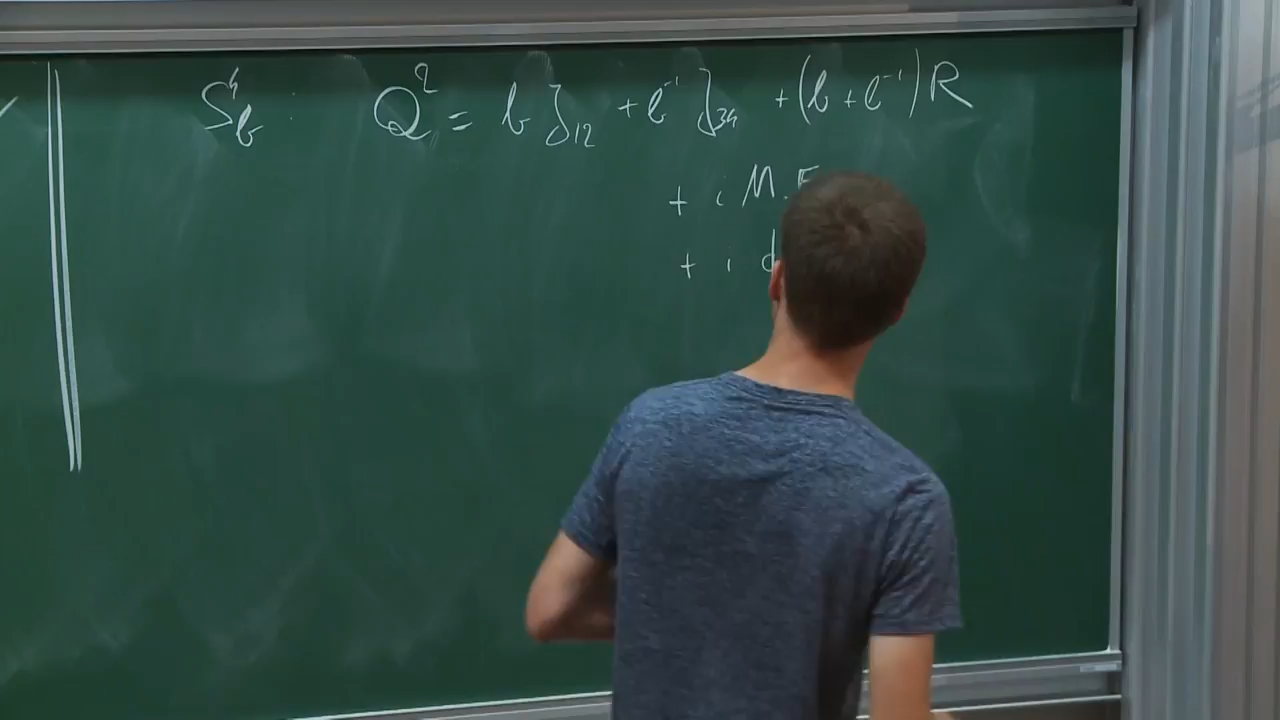 S⁴_b : Q² = b J₁₂ + b⁻¹ J₃₄ + (b + b⁻¹) R
+ i M. F
+ i d